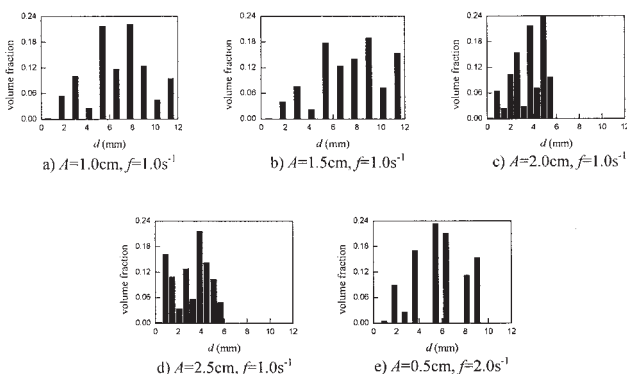 0.24
0.18
0.12
0.06
0.00
volume fraction
0 2 4 6 8 10 12
d (mm)
a) A=1.0cm, f=1.0s⁻¹
0.24
0.18
0.12
0.06
0.00
volume fraction
0 2 4 6 8 10 12
d (mm)
b) A=1.5cm, f=1.0s⁻¹
0.24
0.18
0.12
0.06
0.00
volume fraction
0 2 4 6 8 10 12
d (mm)
c) A=2.0cm, f=1.0s⁻¹
0.24
0.18
0.12
0.06
0.00
volume fraction
0 2 4 6 8 10 12
d (mm)
d) A=2.5cm, f=1.0s⁻¹
0.24
0.18
0.12
0.06
0.00
volume fraction
0 2 4 6 8 10 12
d (mm)
e) A=0.5cm, f=2.0s⁻¹